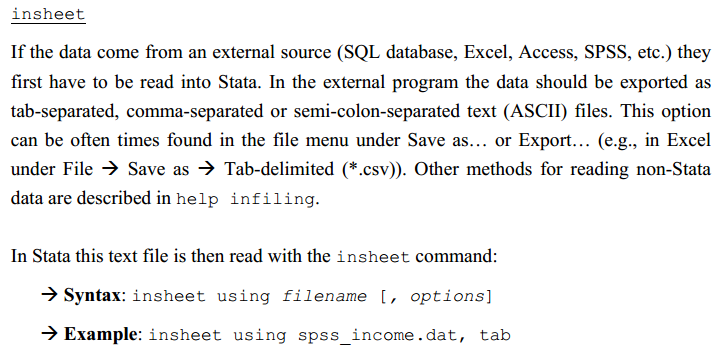 insheet
If the data come from an external source (SQL database, Excel, Access, SPSS, etc.) they
first have to be read into Stata. In the external program the data should be exported as
tab-separated, comma-separated or semi-colon-separated text (ASCII) files. This option
can be often times found in the file menu under Save as… or Export… (e.g., in Excel
under File → Save as → Tab-delimited (*.csv)). Other methods for reading non-Stata
data are described in help infiling.
In Stata this text file is then read with the insheet command:
→ Syntax: insheet using filename [, options]
→ Example: insheet using spss_income.dat, tab